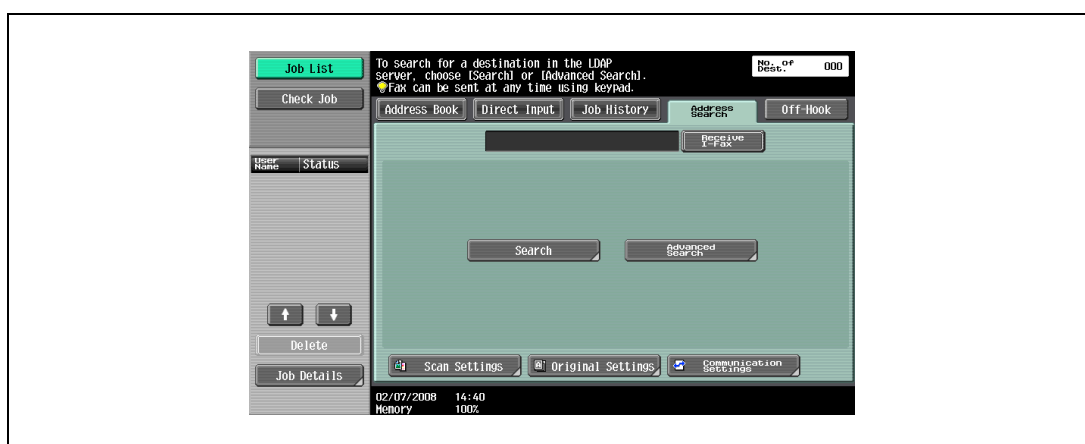 Job List
Check Job
User Name
Status
Delete
Job Details
To search for a destination in the LDAP
server, choose [Search] or [Advanced Search].
Fax can be sent at any time using keypad.
No. of Dest.
000
Address Book
Direct Input
Job History
Address Search
Off-Hook
Receive I-Fax
Search
Advanced Search
Scan Settings
Original Settings
Communication Settings
02/07/2008 14:40
Memory 100%